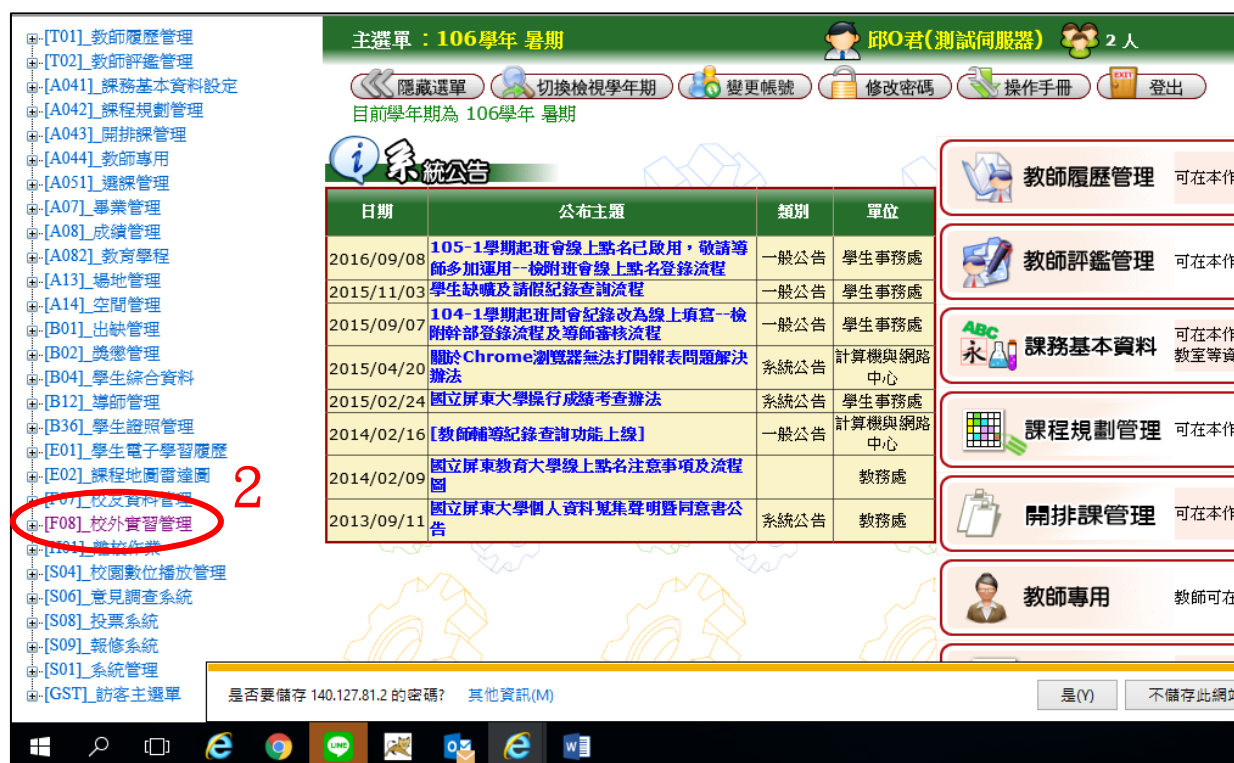 [T01]_教師履歷管理
[T02]_教師評鑑管理
[A041]_課務基本資料設定
[A042]_課程規劃管理
[A043]_開排課管理
[A044]_教師專用
[A051]_選課管理
[A07]_畢業管理
[A08]_成績管理
[A082]_教育學程
[A13]_場地管理
[A14]_空間管理
[B01]_出缺管理
[B02]_獎懲管理
[B04]_學生綜合資料
[B12]_導師管理
[B36]_學生證照管理
[E01]_學生電子學習履歷
[E02]_課程地圖雷達圖
[F07]_校友資料管理
[F08]_校外實習管理
2
[H01]_離校作業
[S04]_校園數位播放管理
[S06]_意見調查系統
[S08]_投票系統
[S09]_報修系統
[S01]_系統管理
[GST]_訪客主選單
主選單：106學年 暑期
邱O君(測試伺服器) 2 人
隱藏選單 切換檢視學年期 變更帳號 修改密碼 操作手冊 EXIT 登出
目前學年期為 106學年 暑期
系統公告
日期 公布主題 類別 單位
2016/09/08 105-1學期起班會線上點名已啟用，敬請導 一般公告 學生事務處
師多加運用--檢附班會線上點名登錄流程
2015/11/03 學生缺曠及請假紀錄查詢流程 一般公告 學生事務處
2015/09/07 104-1學期起班周會紀錄改為線上填寫--檢 一般公告 學生事務處
附幹部登錄流程及導師審核流程
2015/04/20 關於Chrome瀏覽器無法打開報表問題解決 系統公告 計算機與網路
辦法 中心
2015/02/24 國立屏東大學操行成績考查辦法 系統公告 學生事務處
2014/02/16 [教師輔導紀錄查詢功能上線] 一般公告 計算機與網路
中心
2014/02/09 國立屏東教育大學線上點名注意事項及流程 教務處
圖
2013/09/11 國立屏東大學個人資料蒐集聲明暨同意書公 系統公告 教務處
告
教師履歷管理 可在本作
教師評鑑管理 可在本作
ABC
永
課務基本資料 可在本作
教室等資
課程規劃管理 可在本作
開排課管理 可在本作
教師專用 教師可在
是否要儲存 140.127.81.2 的密碼? 其他資訊(M) 是(Y) 不儲存此網站
LINE